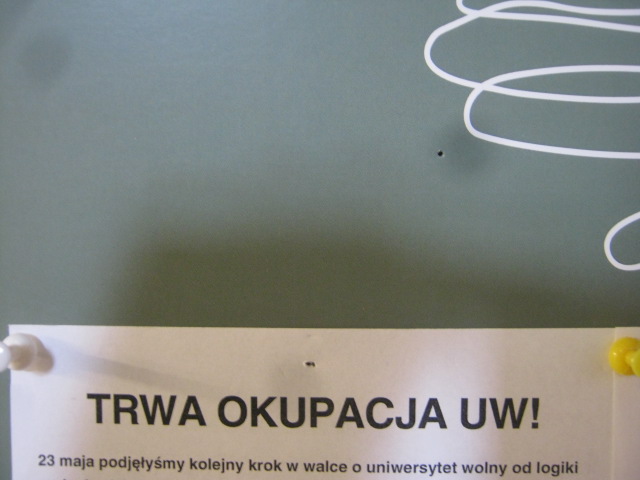 TRWA OKUPACJA UW!
23 maja podjęłyśmy kolejny krok w walce o uniwersytet wolny od logiki